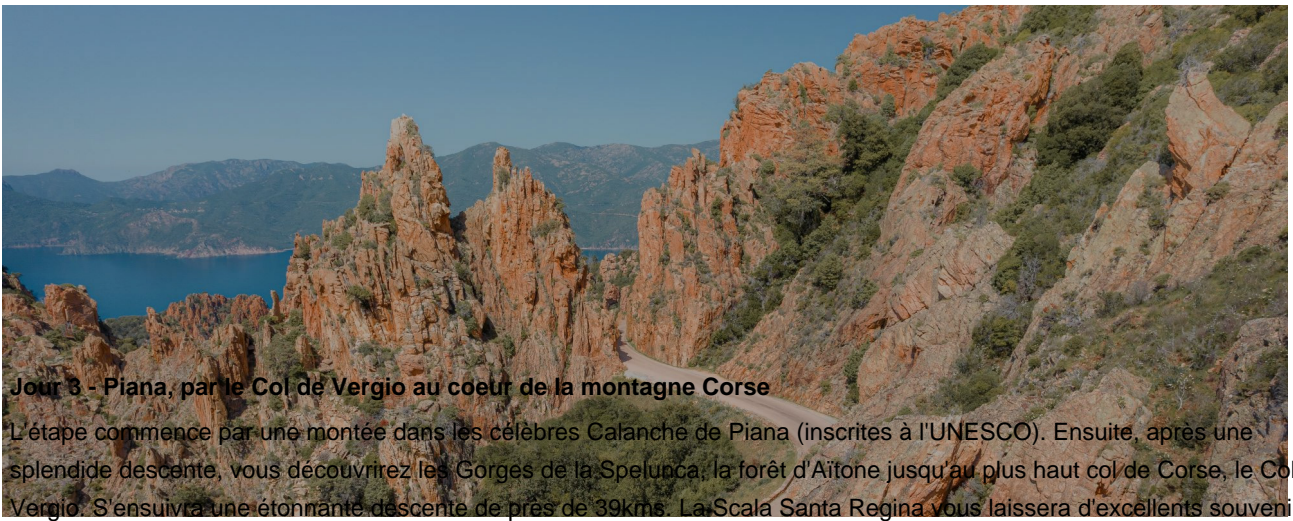 Jour 3 - Piana, par le Col de Vergio au coeur de la montagne Corse
L'étape commence par une montée dans les célèbres Calanche de Piana (inscrites à l'UNESCO). Ensuite, après une
splendide descente, vous découvrirez les Gorges de la Spelunca, la forêt d'Aïtone jusqu'au plus haut col de Corse, le Col
Vergio. S'ensuivra une étonnante descente de près de 39kms. La Scala Santa Regina vous laissera d'excellents souveni